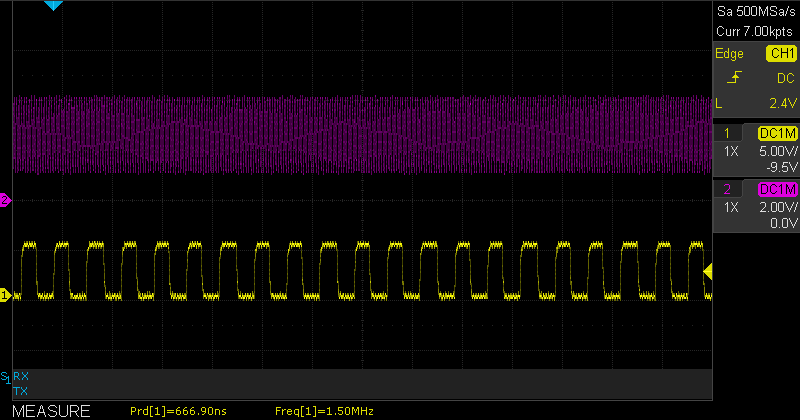 Sa 500MSa/s
Curr 7.00kpts
Edge CH1
DC
L 2.4V
1 DC1M
1X 5.00V/
-9.5V
2 DC1M
1X 2.00V/
0.0V
2
1
S1 RX
TX
MEASURE Prd[1]=666.90ns Freq[1]=1.50MHz